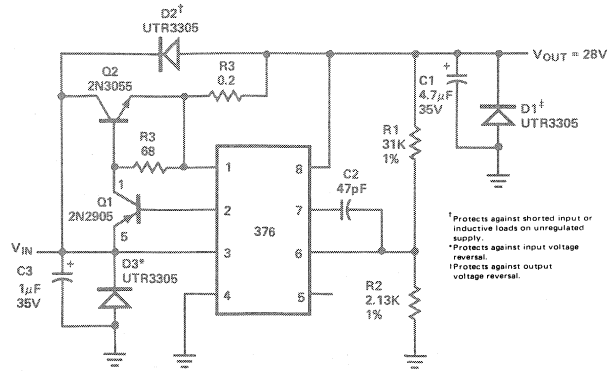 D2†
UTR3305
VOUT = 28V
Q2
2N3055
R3
0.2
C1
4.7µF
35V
+
D1‡
UTR3305
R3
68
R1
31K
1%
1
8
C2
47pF
1
Q1
2N2905
2
7
376
5
VIN
3
6
+
C3
1µF
35V
D3*
UTR3305
4
5
R2
2.13K
1%
†Protects against shorted input or
inductive loads on unregulated
supply.
*Protects against input voltage
reversal.
‡Protects against output
voltage reversal.